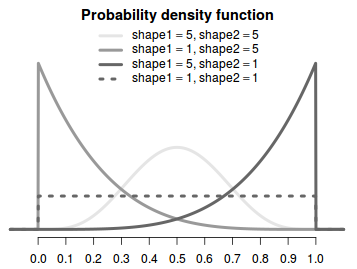 Probability density function
shape1 = 5, shape2 = 5
shape1 = 1, shape2 = 5
shape1 = 5, shape2 = 1
shape1 = 1, shape2 = 1
0.0 0.1 0.2 0.3 0.4 0.5 0.6 0.7 0.8 0.9 1.0